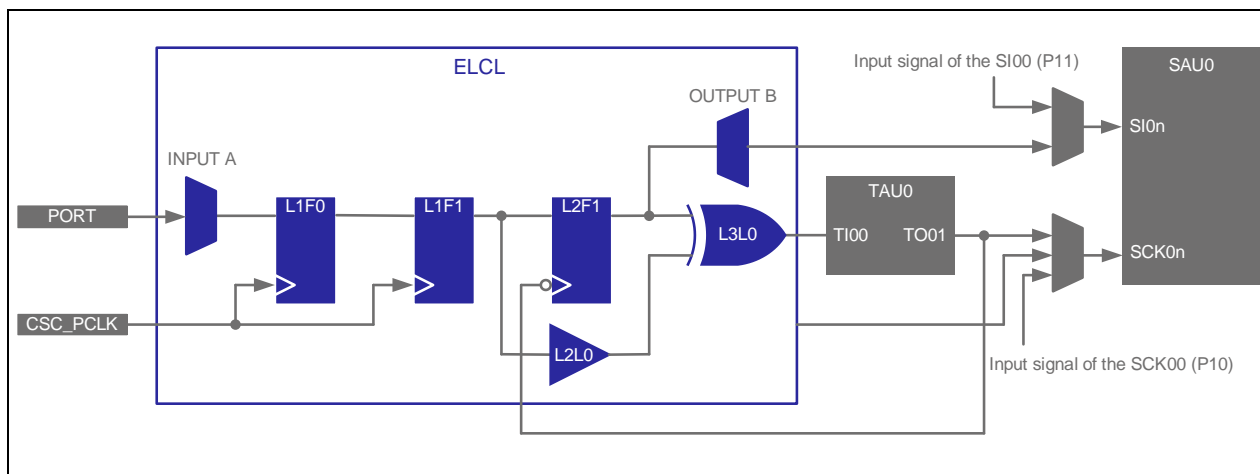 ELCL
Input signal of the SI00 (P11)
SAU0
OUTPUT B
SI0n
INPUT A
TAU0
L1F0
L1F1
L2F1
PORT
L3L0
TI00
TO01
SCK0n
CSC_PCLK
L2L0
Input signal of the SCK00 (P10)